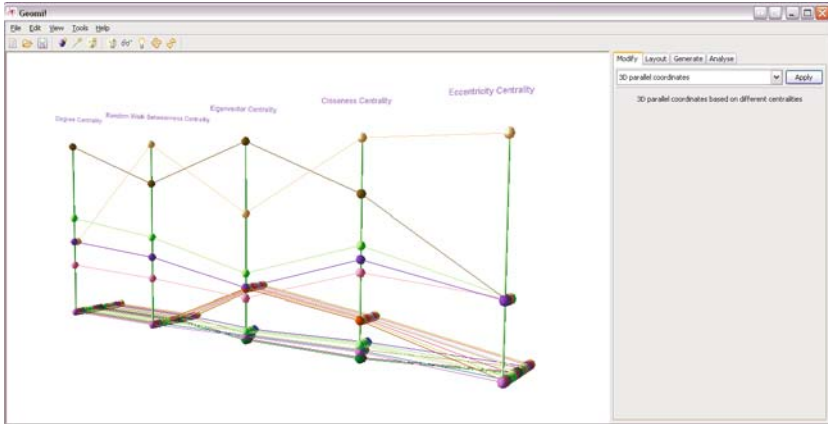 Geomi!
File Edit View Tools Help
Modify Layout Generate Analyse
3D parallel coordinates Apply
3D parallel coordinates based on different centralities
Degree Centrality
Random Walk Betweenness Centrality
Eigenvector Centrality
Closeness Centrality
Eccentricity Centrality